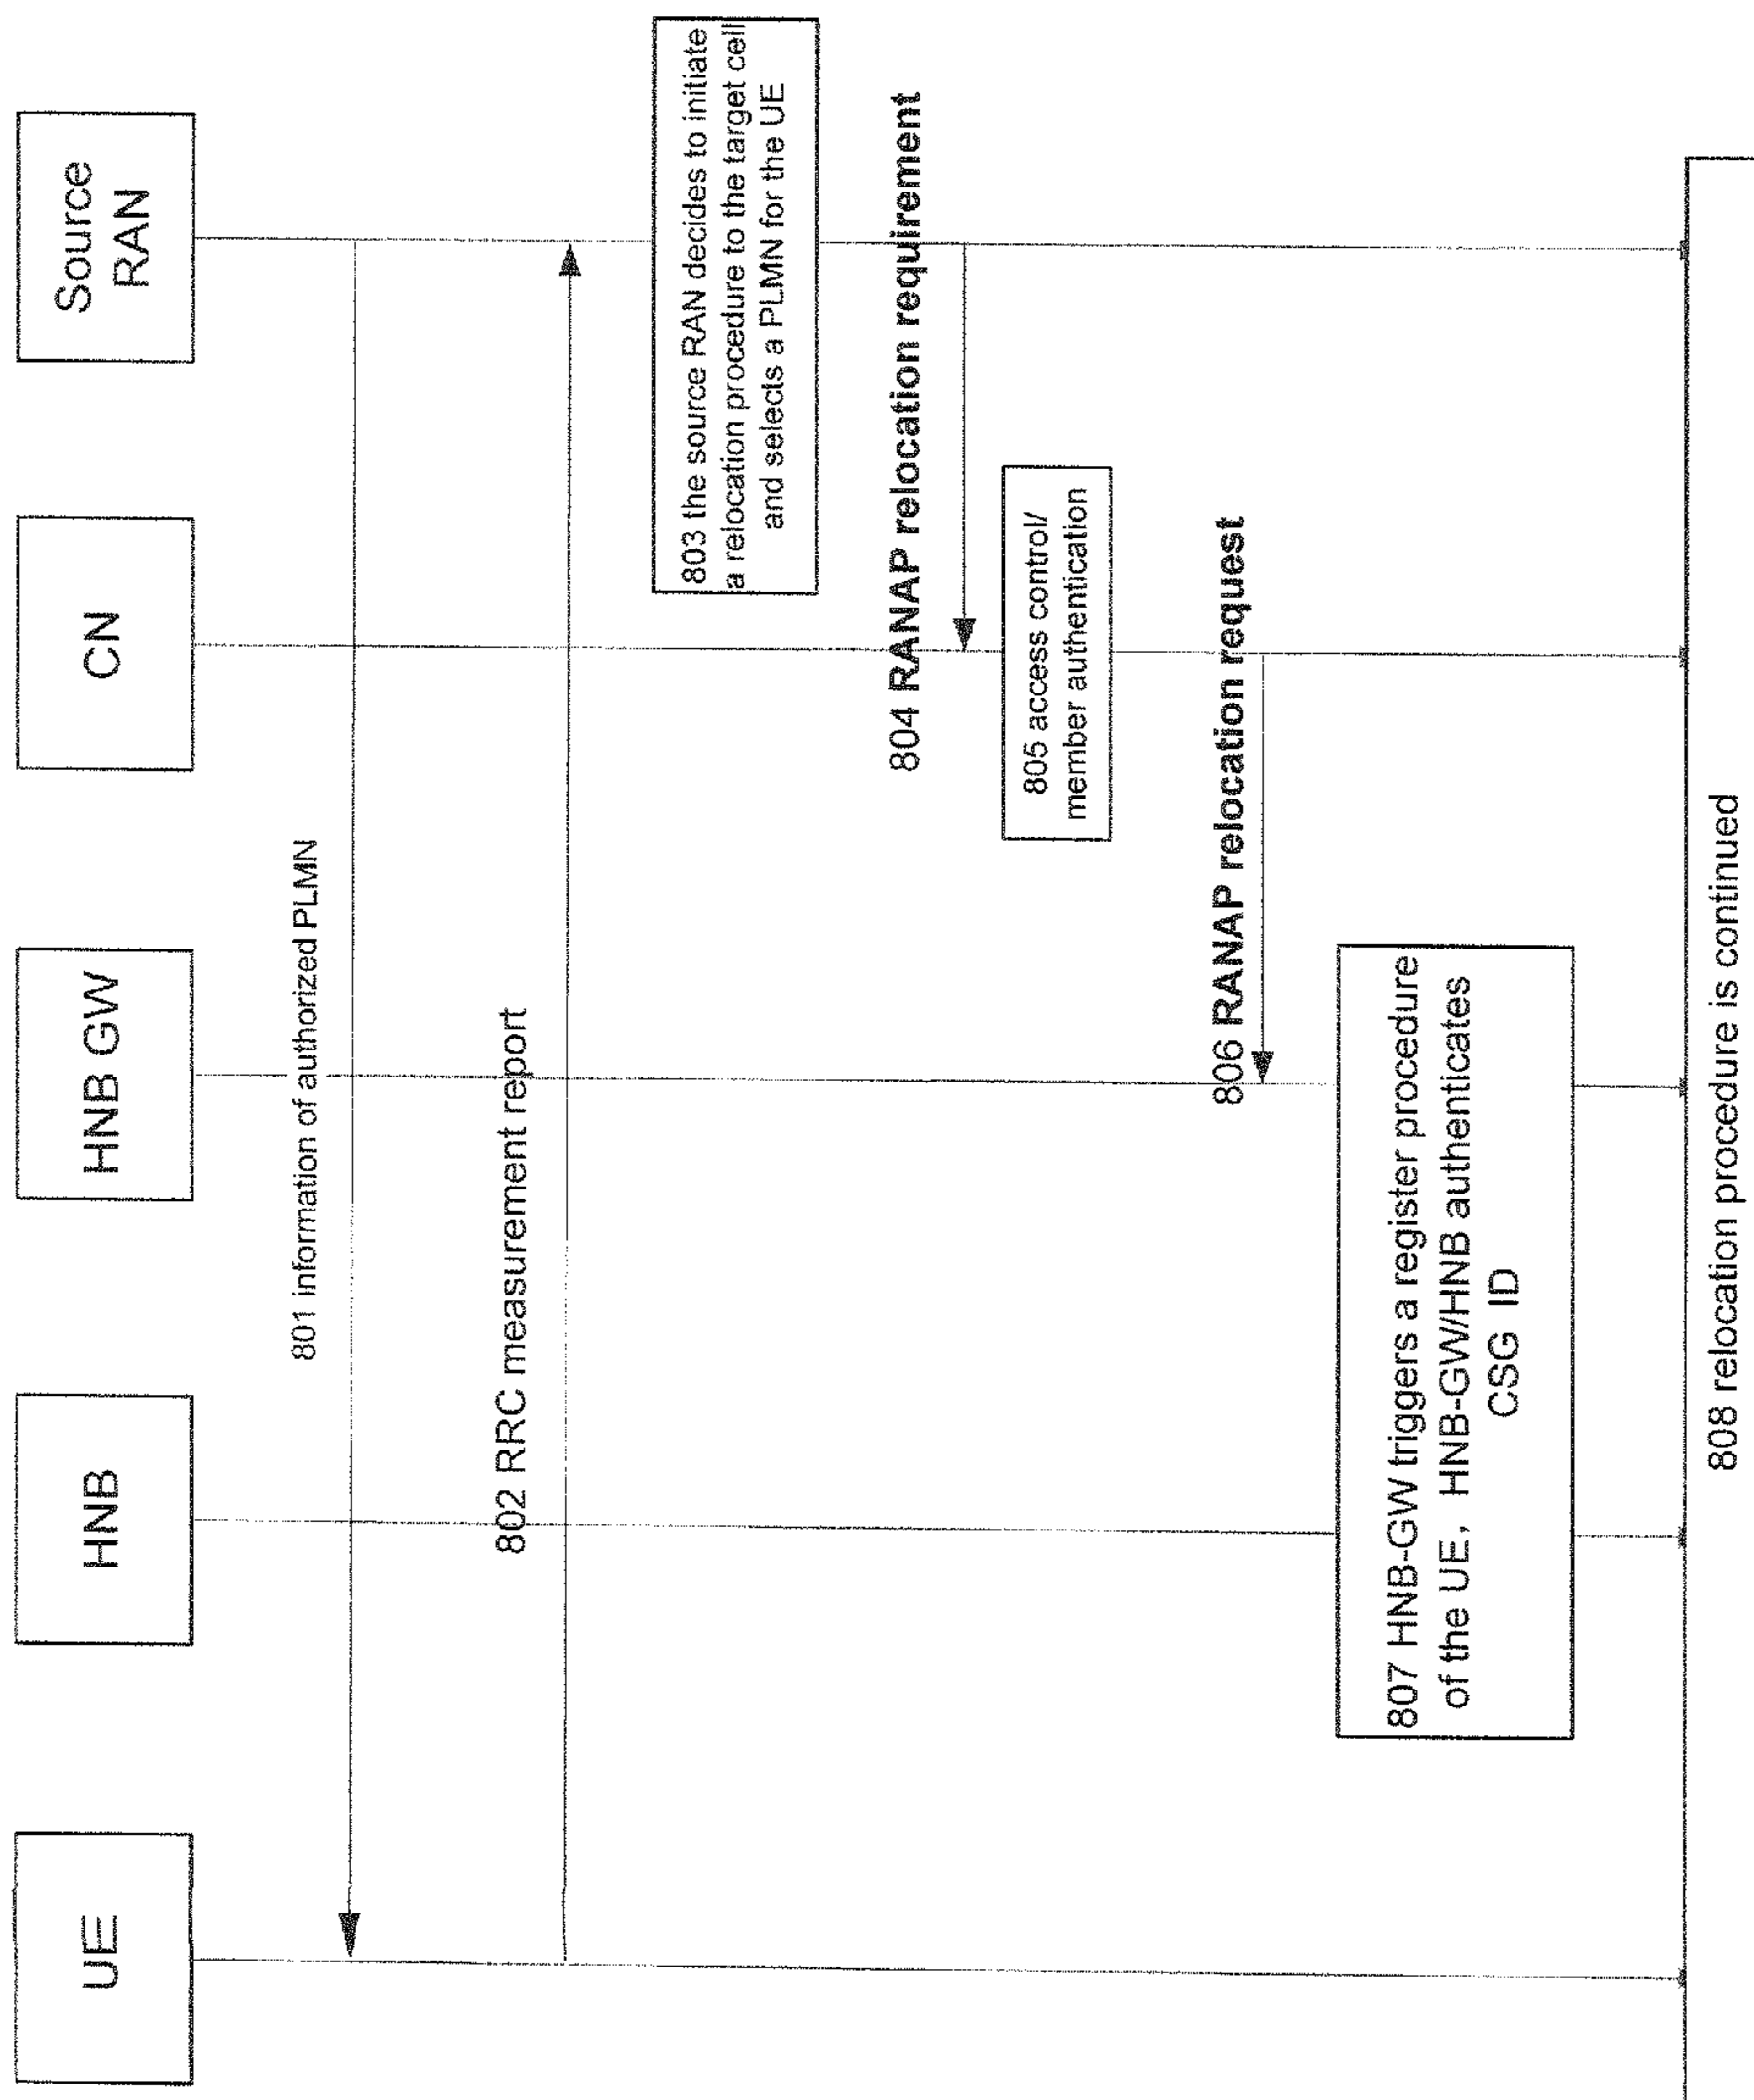 UE
HNB
HNB GW
CN
Source
RAN
801 information of authorized PLMN
802 RRC measurement report
803 the source RAN decides to initiate
a relocation procedure to the target cell
and selects a PLMN for the UE
804 RANAP relocation requirement
805 access control/
member authentication
806 RANAP relocation request
807 HNB-GW triggers a register procedure
of the UE, HNB-GW/HNB authenticates
CSG ID
808 relocation procedure is continued